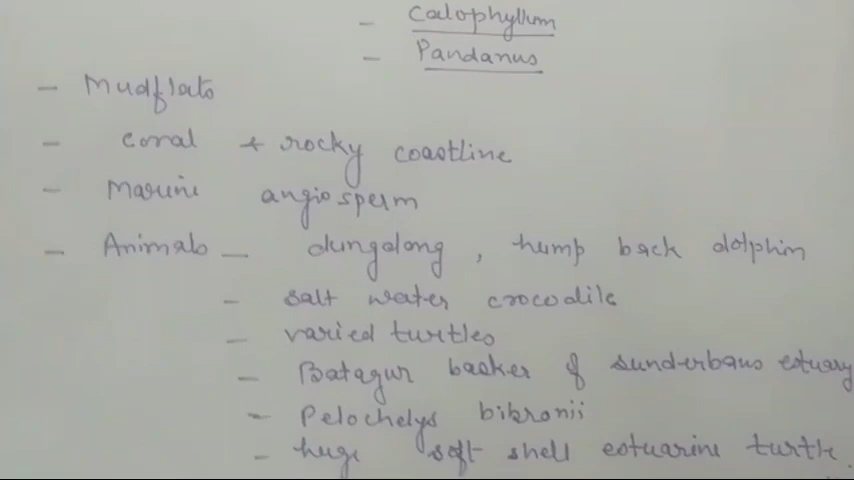 - Calophyllum
- Pandanus
- Mudflats
- coral + rocky coastline
- Marine angiosperm
- Animals - dungdong, hump back dolphin
- salt water crocodile
- varied turtles
- Batagur basker of sunderbans estuary
- Pelochelys bibronii
- huge soft shell estuarine turtle.